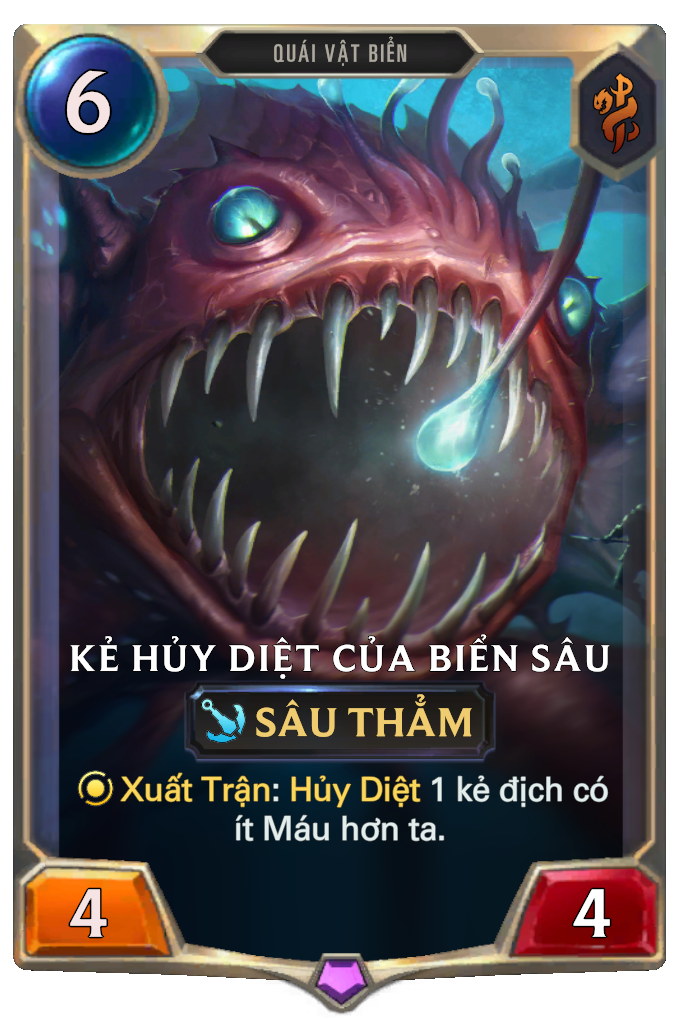 QUÁI VẬT BIỂN
6
KẺ HỦY DIỆT CỦA BIỂN SÂU
SÂU THẲM
Xuất Trận: Hủy Diệt 1 kẻ địch có
ít Máu hơn ta.
4
4